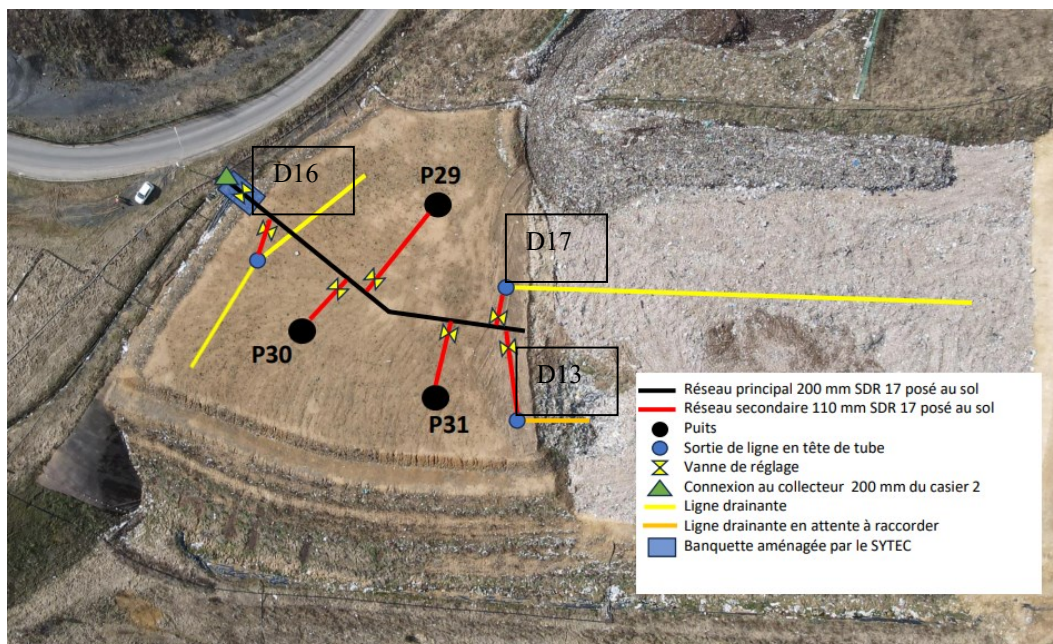 D16
P29
D17
P30
P31
D13
Réseau principal 200 mm SDR 17 posé au sol
Réseau secondaire 110 mm SDR 17 posé au sol
Puits
Sortie de ligne en tête de tube
Vanne de réglage
Connexion au collecteur 200 mm du casier 2
Ligne drainante
Ligne drainante en attente à raccorder
Banquette aménagée par le SYTEC